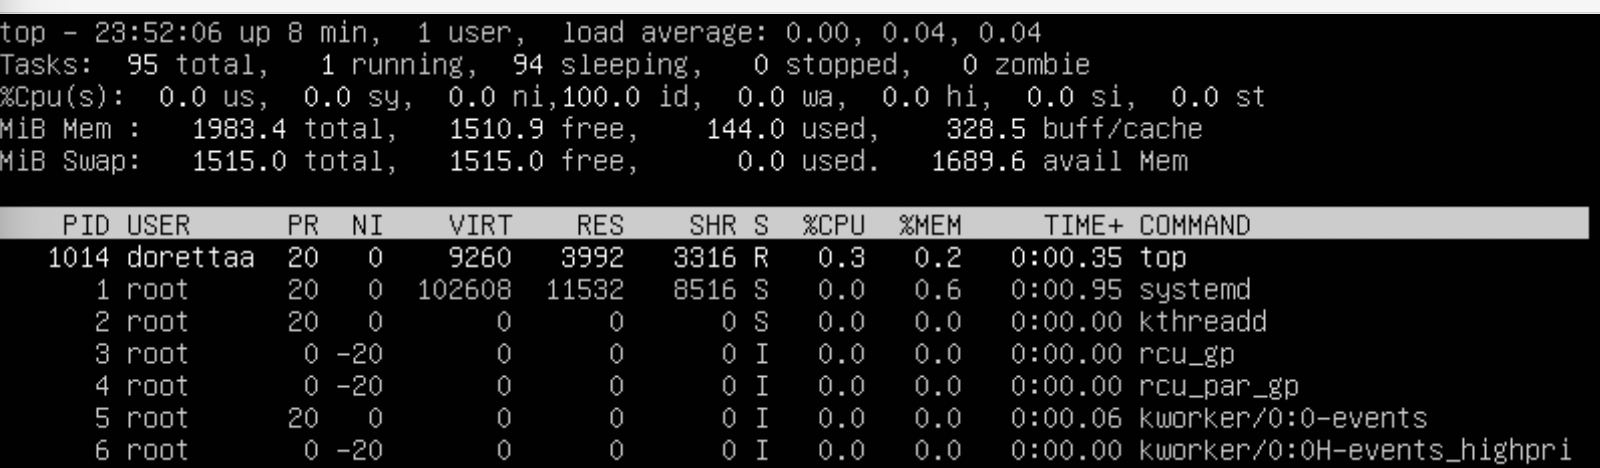 top - 23:52:06 up 8 min,  1 user,  load average: 0.00, 0.04, 0.04
Tasks:  95 total,   1 running,  94 sleeping,   0 stopped,   0 zombie
%Cpu(s):  0.0 us,  0.0 sy,  0.0 ni,100.0 id,  0.0 wa,  0.0 hi,  0.0 si,  0.0 st
MiB Mem :   1983.4 total,   1510.9 free,    144.0 used,    328.5 buff/cache
MiB Swap:   1515.0 total,   1515.0 free,      0.0 used.   1689.6 avail Mem
PID USER      PR  NI    VIRT    RES    SHR S  %CPU  %MEM     TIME+ COMMAND
1014 dorettaa  20   0    9260   3992   3316 R   0.3   0.2   0:00.35 top
1 root      20   0  102608  11532   8516 S   0.0   0.6   0:00.95 systemd
2 root      20   0       0      0      0 S   0.0   0.0   0:00.00 kthreadd
3 root       0 -20       0      0      0 I   0.0   0.0   0:00.00 rcu_gp
4 root       0 -20       0      0      0 I   0.0   0.0   0:00.00 rcu_par_gp
5 root      20   0       0      0      0 I   0.0   0.0   0:00.06 kworker/0:0-events
6 root       0 -20       0      0      0 I   0.0   0.0   0:00.00 kworker/0:0H-events_highpri